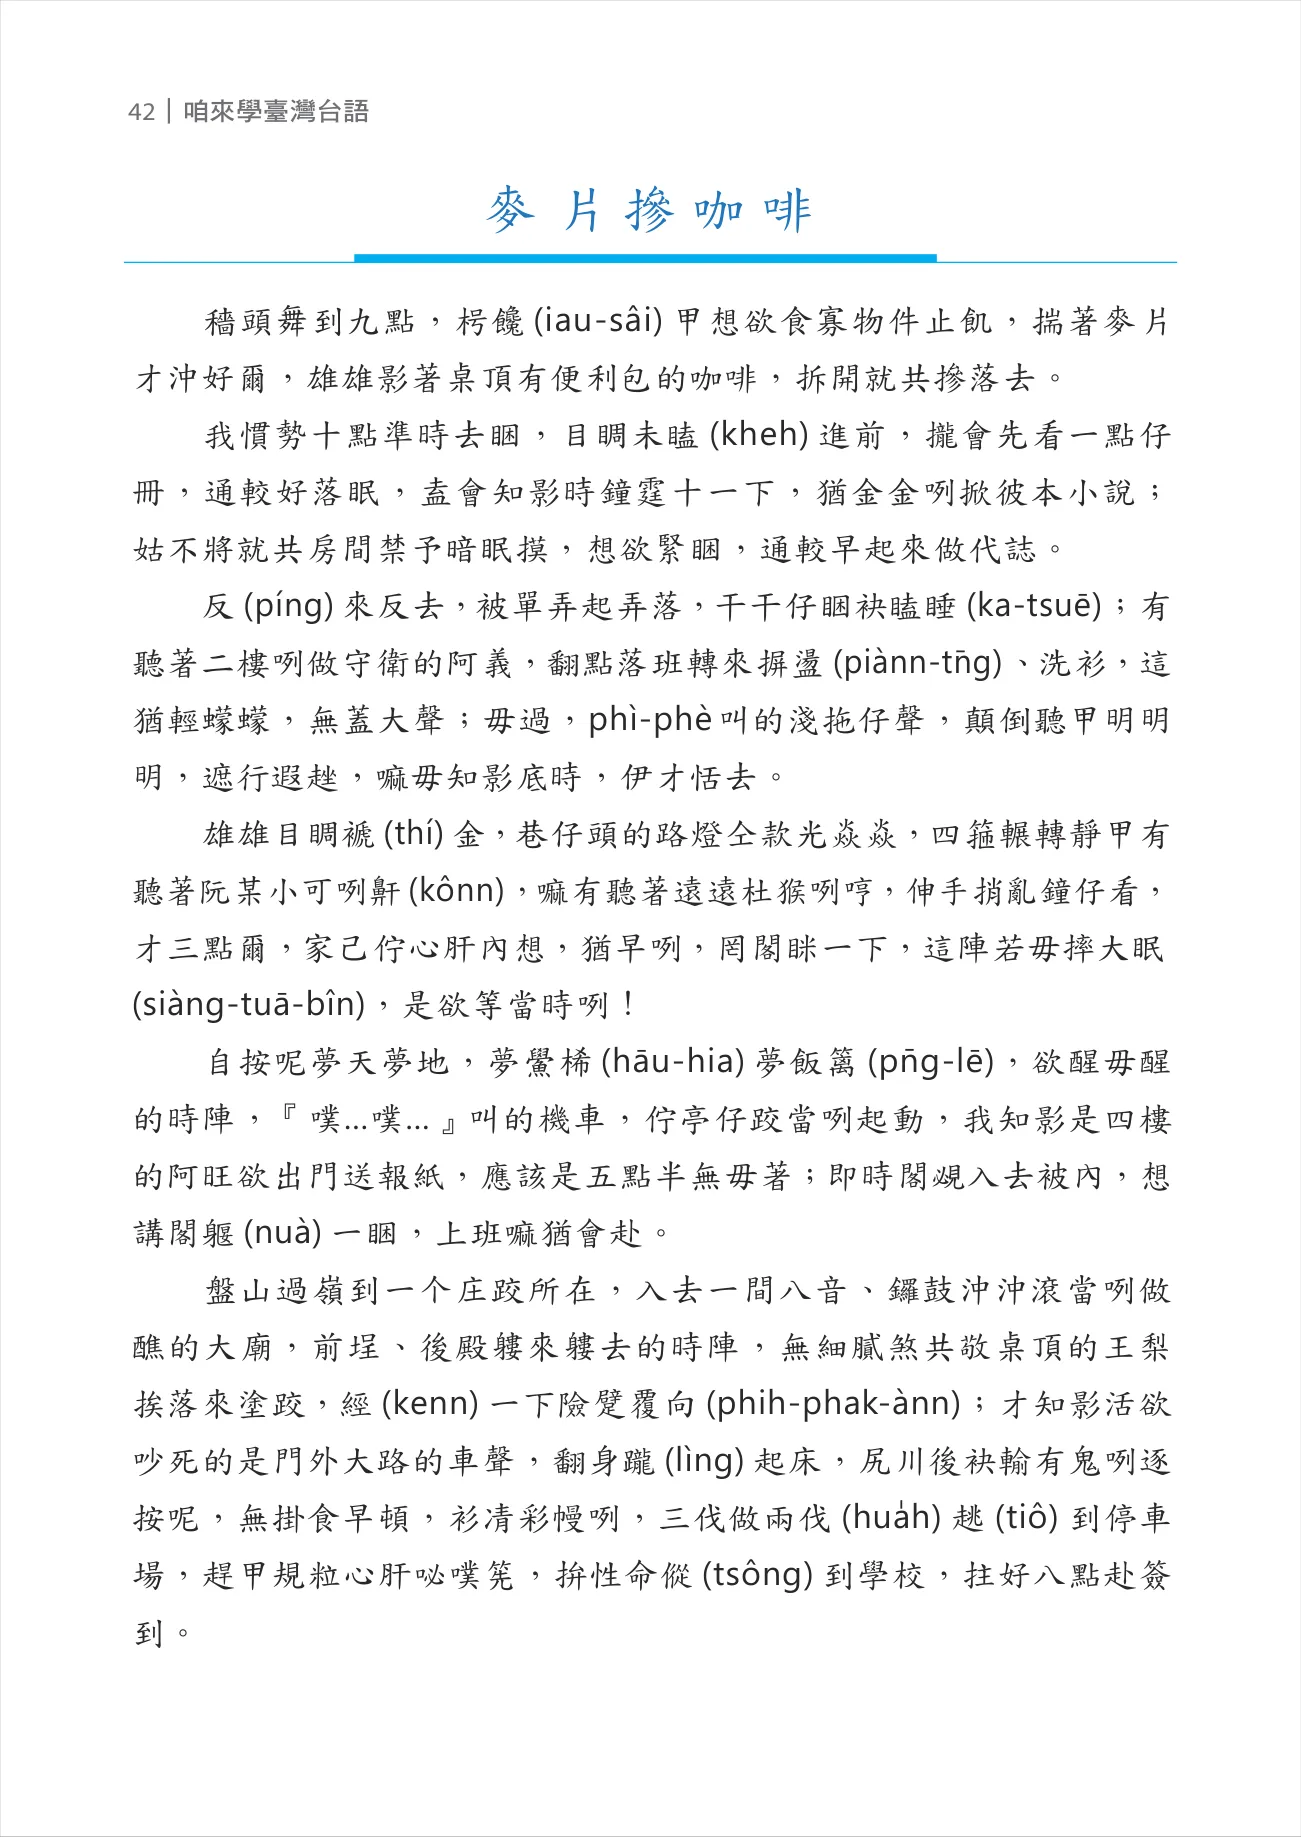 42｜咱來學臺灣台語
麥片摻咖啡
穡頭舞到九點，枵饞 (iau-sâi) 甲想欲食寡物件止飢，揣著麥片
才沖好爾，雄雄影著桌頂有便利包的咖啡，拆開就共摻落去。
我慣勢十點準時去睏，目睭未瞌 (kheh) 進前，攏會先看一點仔
冊，通較好落眠，盍會知影時鐘霆十一下，猶金金咧掀彼本小說；
姑不將就共房間禁予暗眠摸，想欲緊睏，通較早起來做代誌。
反 (píng) 來反去，被單弄起弄落，干干仔睏袂瞌睡 (ka-tsuē)；有
聽著二樓咧做守衛的阿義，翻點落班轉來摒盪 (piànn-tn̄g)、洗衫，這
猶輕蠓蠓，無蓋大聲；毋過，phì-phè 叫的淺拖仔聲，顛倒聽甲明明
明，遮行遐趖，嘛毋知影底時，伊才恬去。
雄雄目睭褫 (thí) 金，巷仔頭的路燈仝款光焱焱，四箍輾轉靜甲有
聽著阮某小可咧鼾 (kônn)，嘛有聽著遠遠杜猴咧哼，伸手捎亂鐘仔看，
才三點爾，家己佇心肝內想，猶早咧，罔閣眯一下，這陣若毋摔大眠
(siàng-tuā-bîn)，是欲等當時咧！
自按呢夢天夢地，夢鱟桸 (hāu-hia) 夢飯篱 (pn̄g-lē)，欲醒毋醒
的時陣，『 噗…噗… 』叫的機車，佇亭仔跤當咧起動，我知影是四樓
的阿旺欲出門送報紙，應該是五點半無毋著；即時閣覕入去被內，想
講閣軀 (nuà) 一睏，上班嘛猶會赴。
盤山過嶺到一个庄跤所在，入去一間八音、鑼鼓沖沖滾當咧做
醮的大廟，前埕、後殿軁來軁去的時陣，無細膩煞共敬桌頂的王梨
挨落來塗跤，經 (kenn) 一下險躄覆向 (phih-phak-ànn)；才知影活欲
吵死的是門外大路的車聲，翻身躘 (lìng) 起床，尻川後袂輸有鬼咧逐
按呢，無掛食早頓，衫凊彩幔咧，三伐做兩伐 (hua̍h) 趒 (tiô) 到停車
場，趕甲規粒心肝咇噗筅，拚性命傱 (tsông) 到學校，拄好八點赴簽
到。